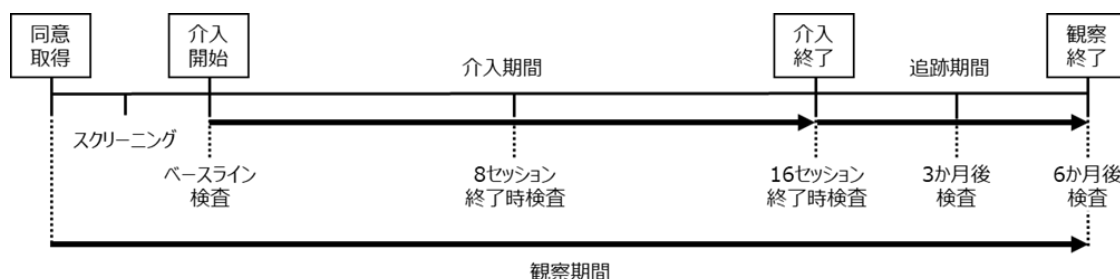 同意
取得
介入
開始
介入期間
介入
終了
追跡期間
観察
終了
スクリーニング
ベースライン
検査
8セッション
終了時検査
16セッション
終了時検査
3か月後
検査
6か月後
検査
観察期間